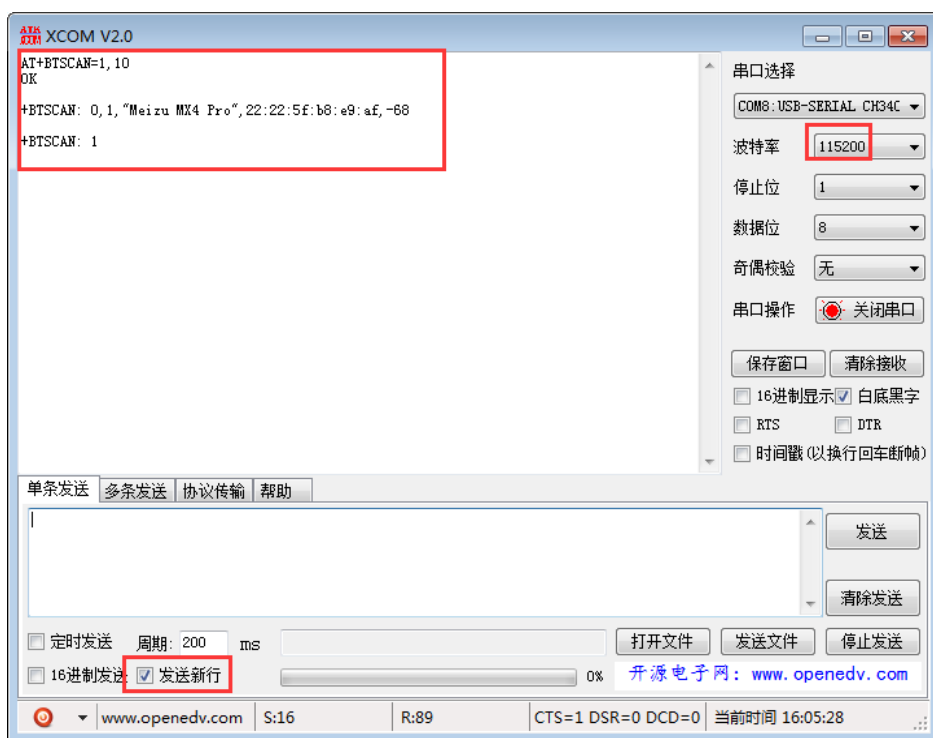 XCOM V2.0
AT+BTSCAN=1,10
OK
+BTSCAN: 0,1,"Meizu MX4 Pro",22:22:5f:b8:e9:af,-68
+BTSCAN: 1
串口选择
COM8:USB-SERIAL CH34C
波特率 115200
停止位 1
数据位 8
奇偶校验 无
串口操作 关闭串口
保存窗口 清除接收
16进制显示 白底黑字
RTS DTR
时间戳(以换行回车断帧)
单条发送 多条发送 协议传输 帮助
发送
清除发送
定时发送 周期: 200 ms 打开文件 发送文件 停止发送
16进制发送 发送新行 0% 开源电子网: www.openedv.com
www.openedv.com S:16 R:89 CTS=1 DSR=0 DCD=0 当前时间 16:05:28